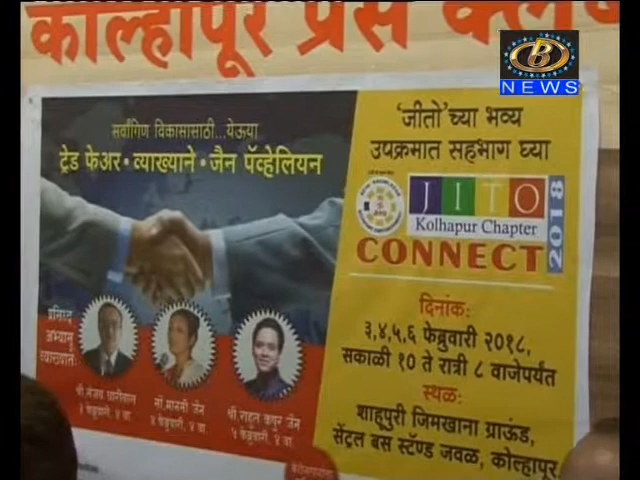 कोल्हापूर प्रेस क्लब
B
NEWS
सर्वांगिण विकासासाठी...येऊया
ट्रेड फेअर • व्याख्याने • जैन पॅव्हेलियन
'जीतो'च्या भव्य
उपक्रमात सहभाग घ्या
JITO
Kolhapur Chapter
CONNECT
2018
दिनांक:
३,४,५,६ फेब्रुवारी २०१८,
सकाळी १० ते रात्री ८ वाजेपर्यंत
स्थळ:
शाहूपुरी जिमखाना ग्राऊंड,
सेंट्रल बस स्टॅण्ड जवळ, कोल्हापूर.